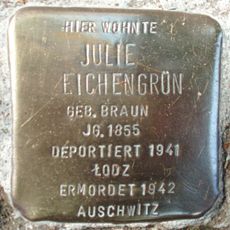 HIER WOHNTE
JULIE
EICHENGRÜN
GEB. BRAUN
JG. 1855
DEPORTIERT 1941
ŁODZ
ERMORDET 1942
AUSCHWITZ